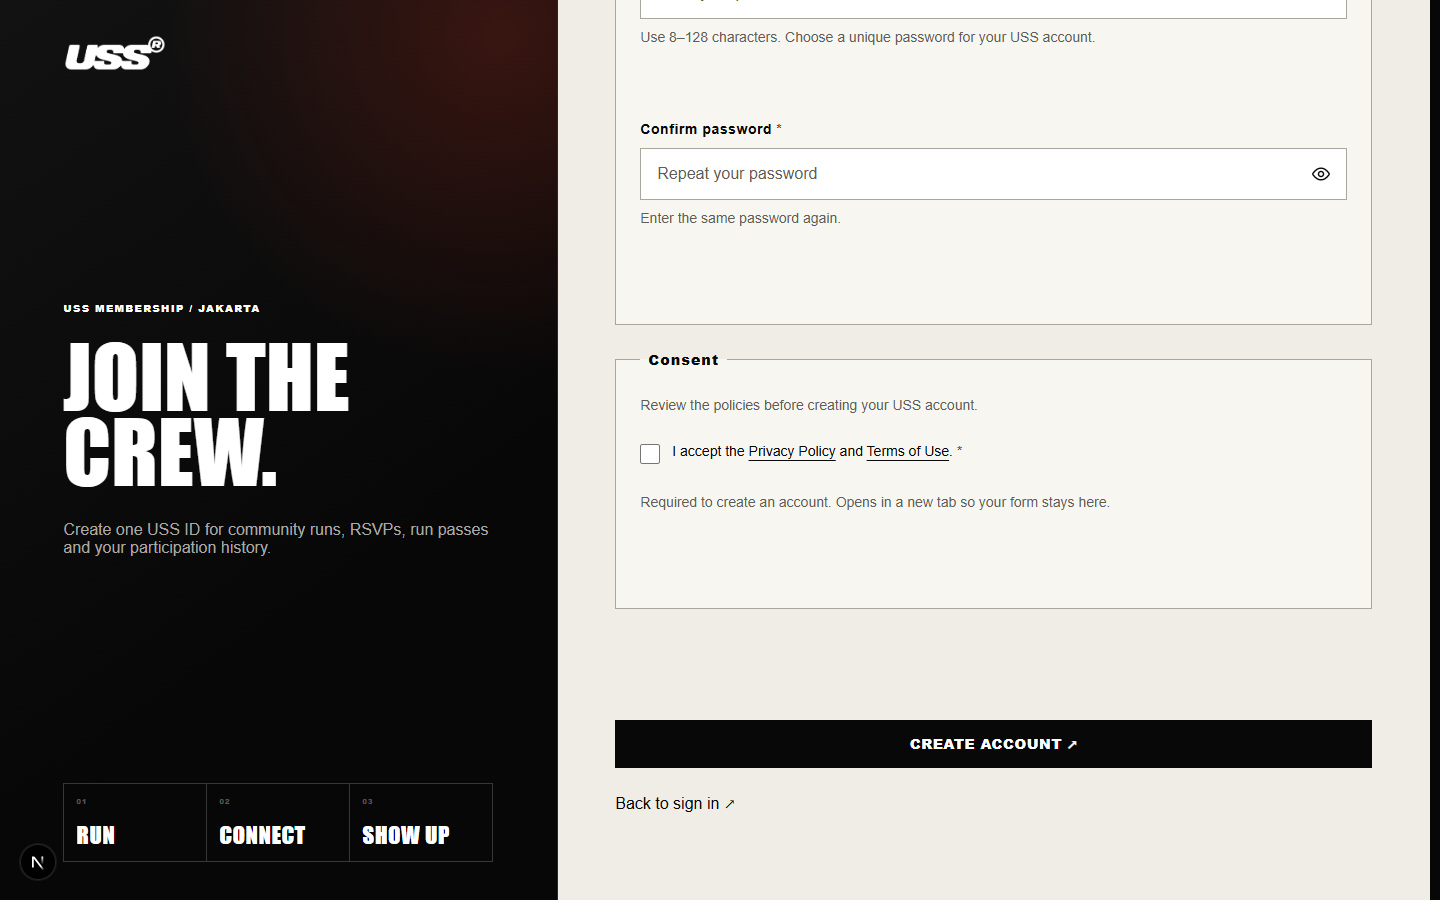 USS®
USS MEMBERSHIP / JAKARTA
JOIN THE
CREW.
Create one USS ID for community runs, RSVPs, run passes
and your participation history.
01
RUN
02
CONNECT
03
SHOW UP
N
Use 8–128 characters. Choose a unique password for your USS account.
Confirm password *
Repeat your password
Enter the same password again.
Consent
Review the policies before creating your USS account.
I accept the Privacy Policy and Terms of Use. *
Required to create an account. Opens in a new tab so your form stays here.
CREATE ACCOUNT ↗
Back to sign in ↗